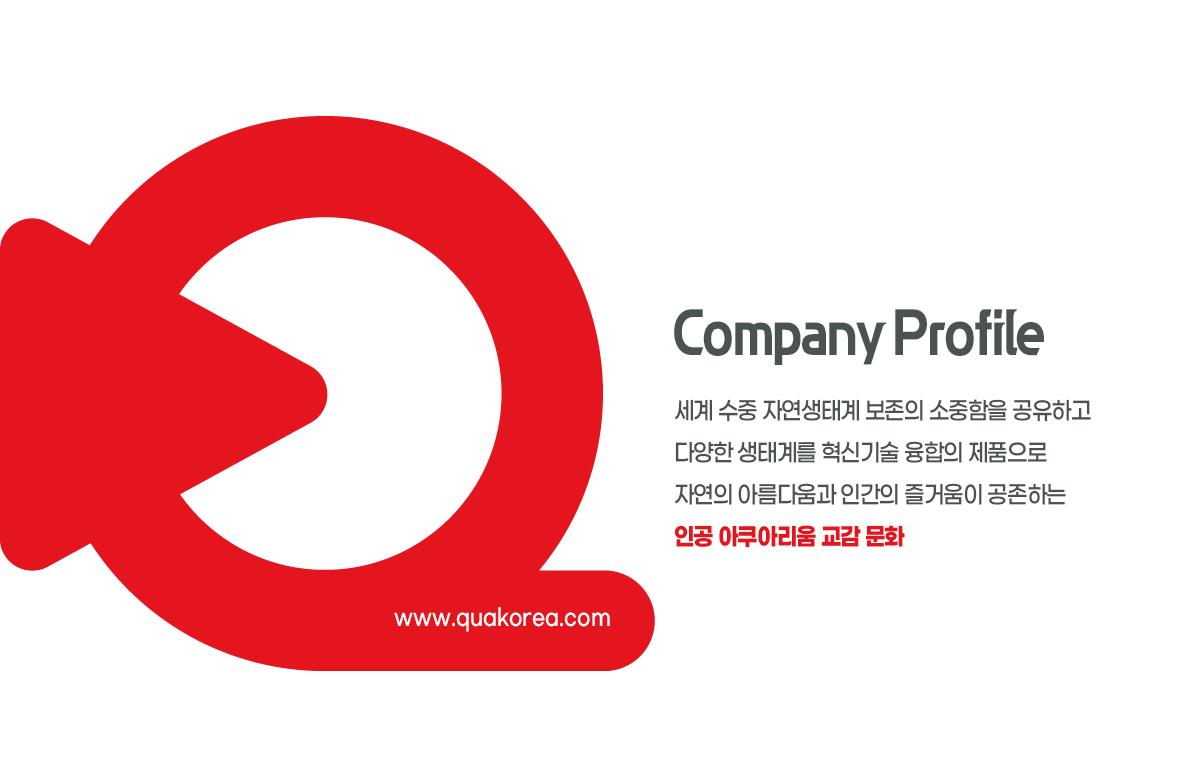 Company Profile
세계 수중 자연생태계 보존의 소중함을 공유하고
다양한 생태계를 혁신기술 융합의 제품으로
자연의 아름다움과 인간의 즐거움이 공존하는
인공 아쿠아리움 교감 문화
www.quakorea.com